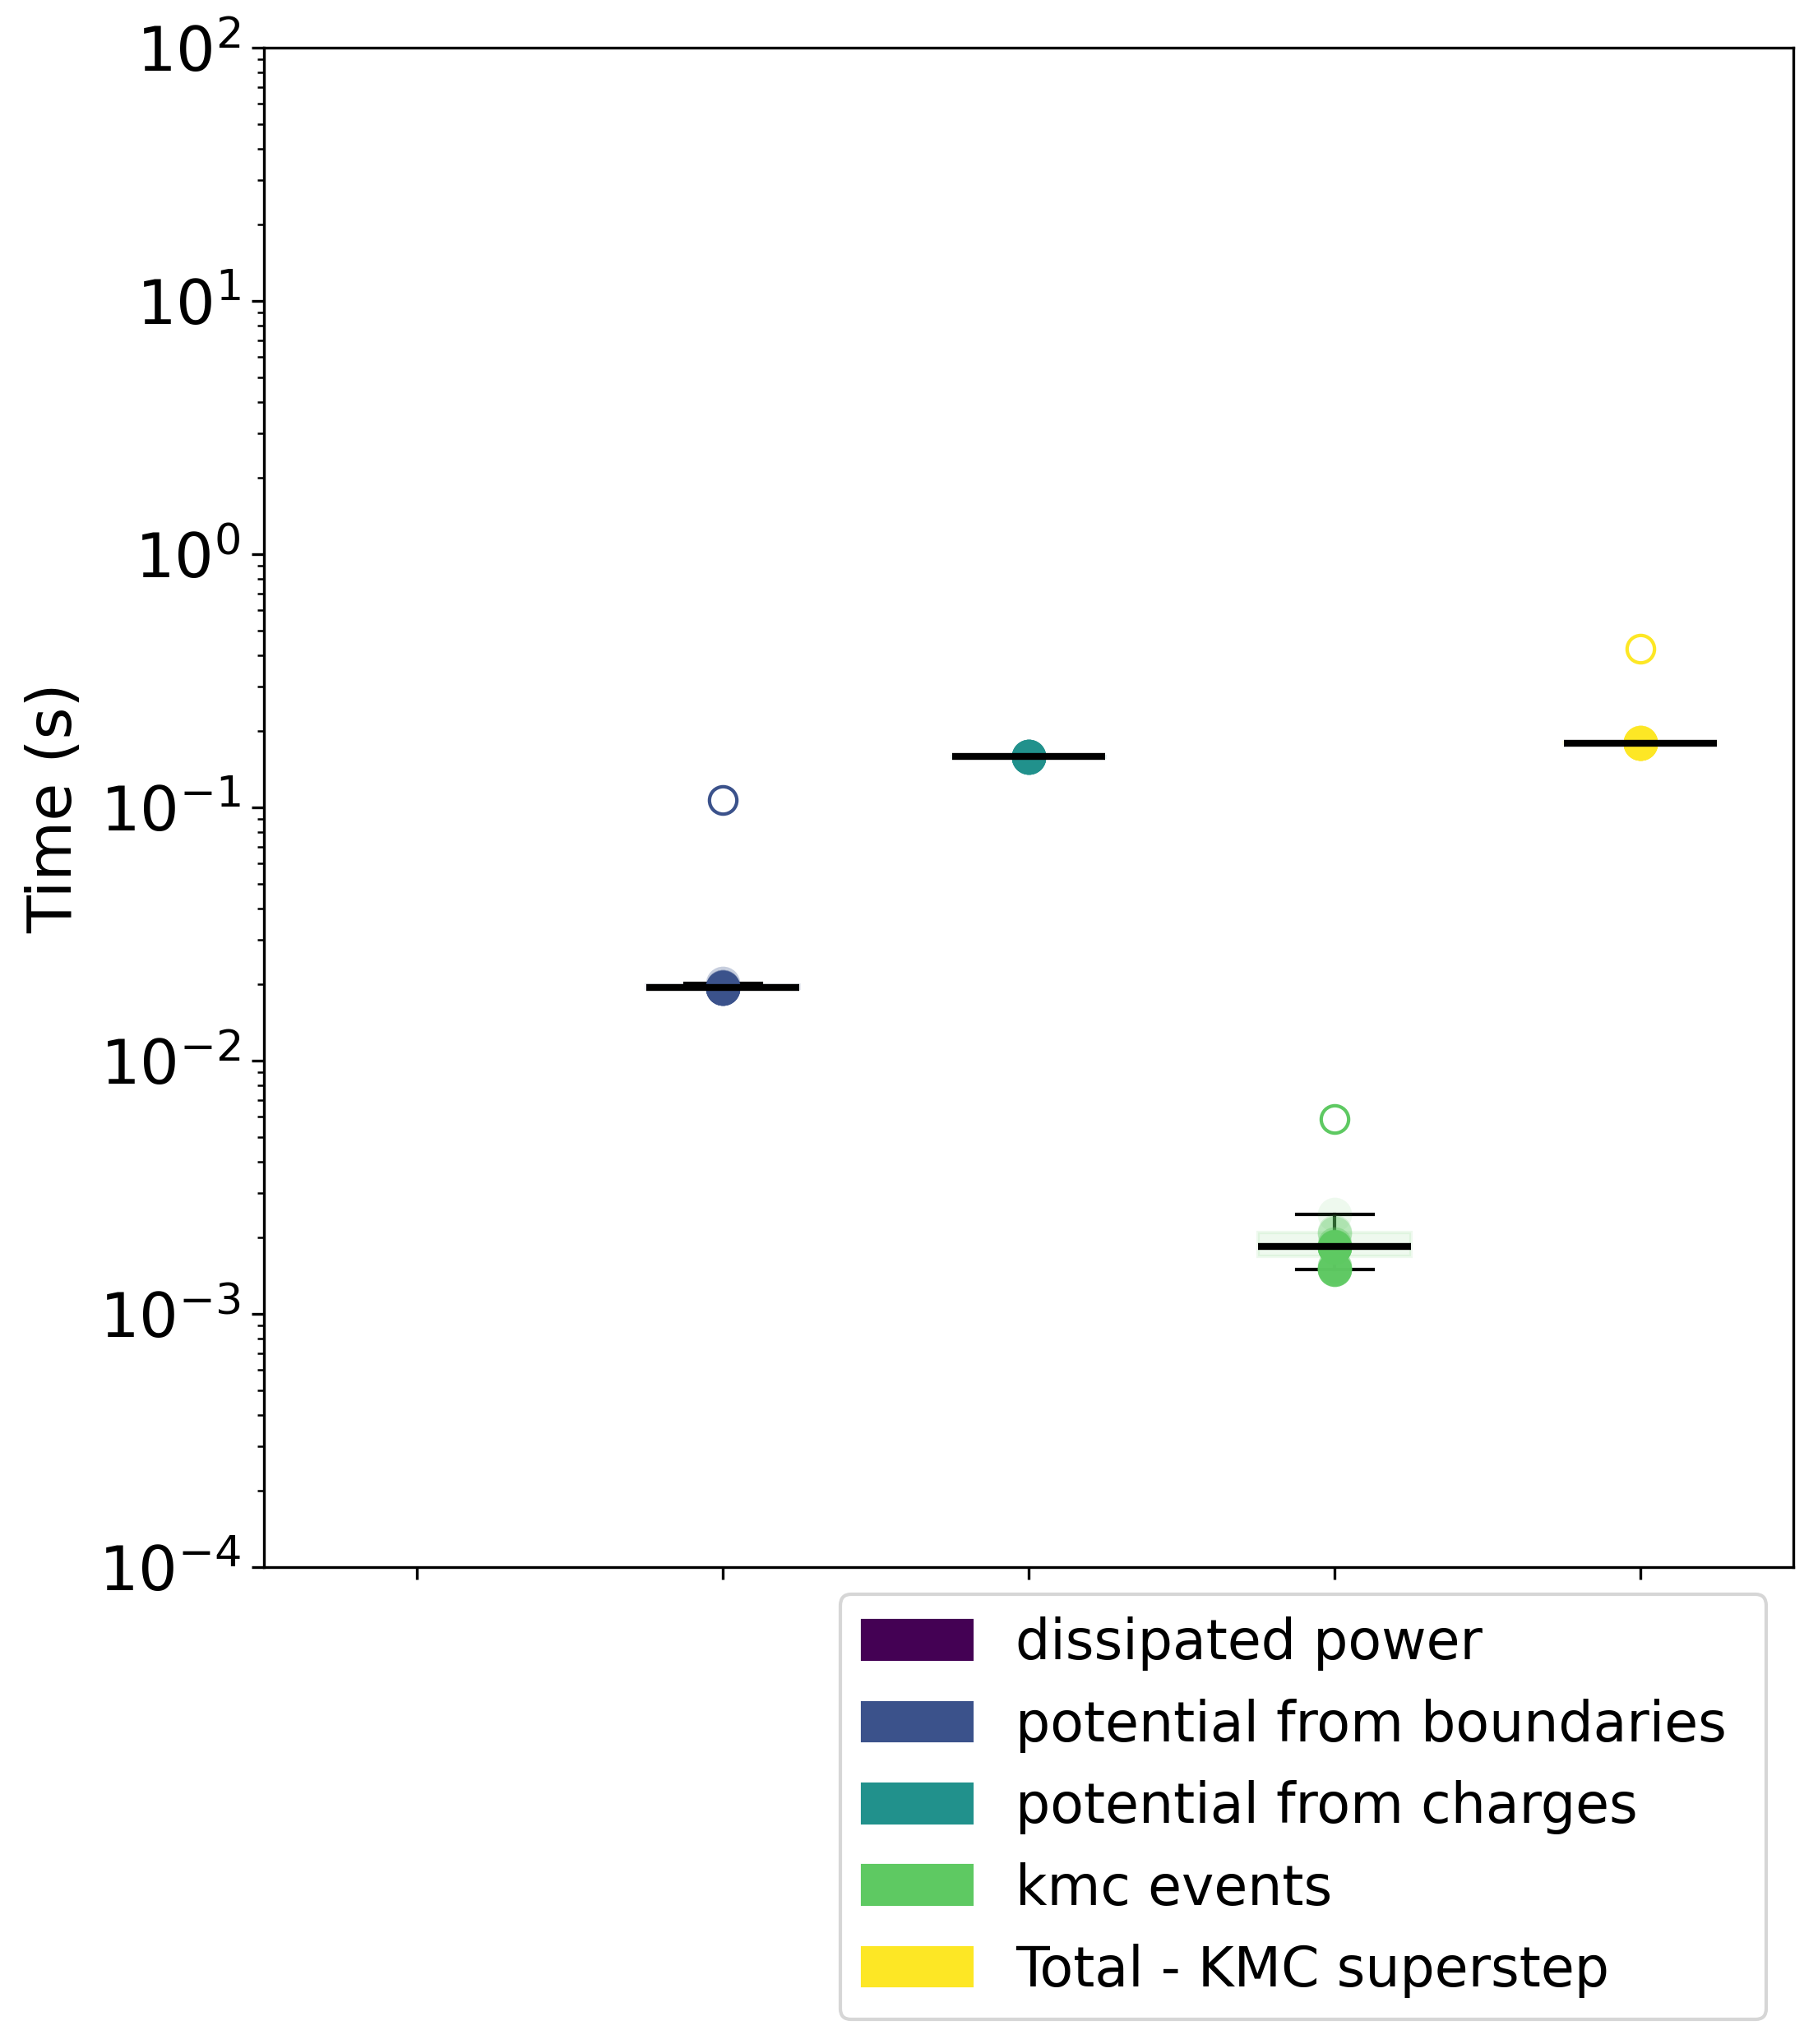 10²
10¹
10⁰
Time (s)
10⁻¹
10⁻²
10⁻³
10⁻⁴
dissipated power
potential from boundaries
potential from charges
kmc events
Total - KMC superstep